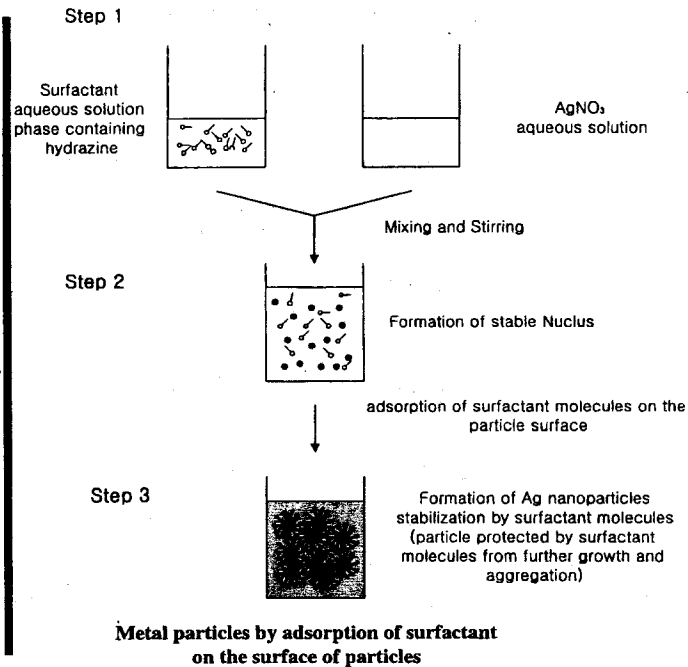 Step 1
Surfactant
aqueous solution
phase containing
hydrazine
AgNO₃
aqueous solution
Mixing and Stirring
Step 2
Formation of stable Nuclus
adsorption of surfactant molecules on the
particle surface
Step 3
Formation of Ag nanoparticles
stabilization by surfactant molecules
(particle protected by surfactant
molecules from further growth and
aggregation)
Metal particles by adsorption of surfactant
on the surface of particles